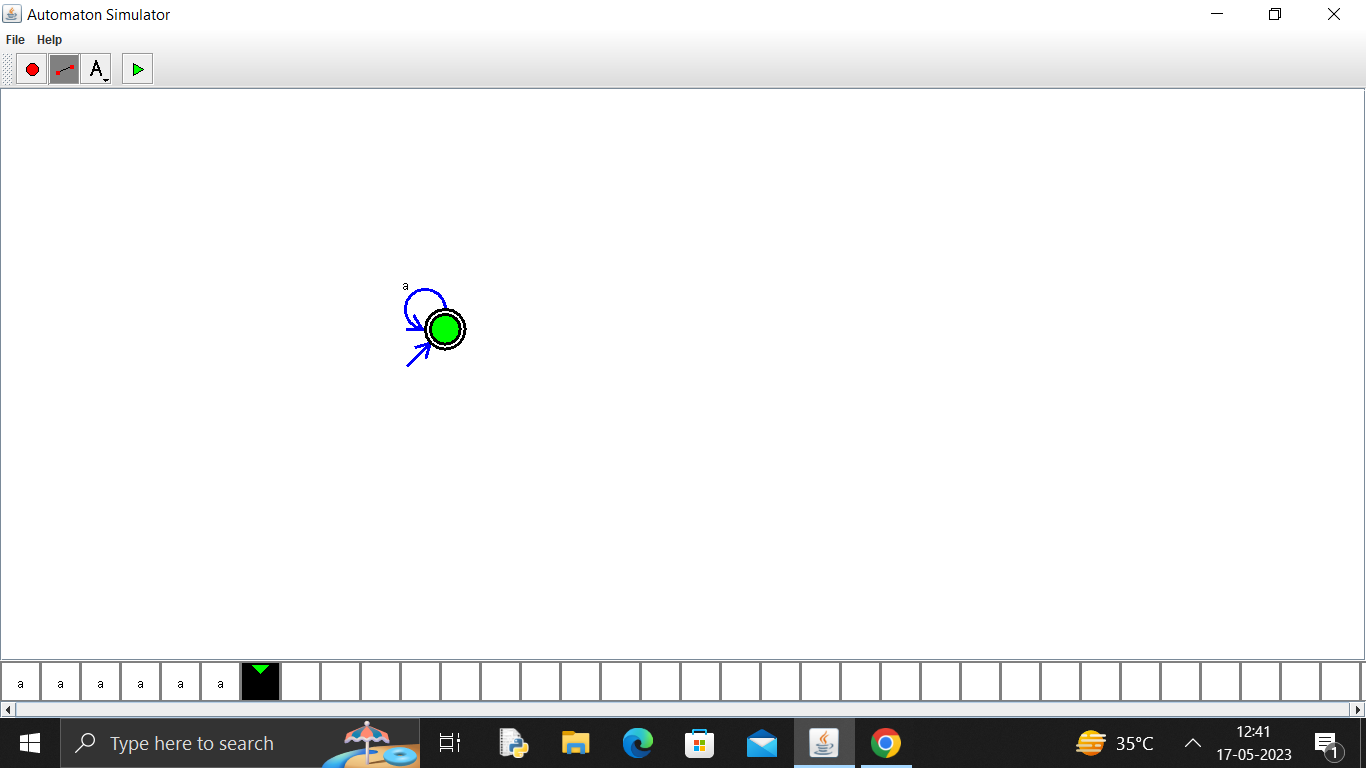 Automaton Simulator
File Help
A
a
a a a a a a
Type here to search
35°C
12:41
17-05-2023
1